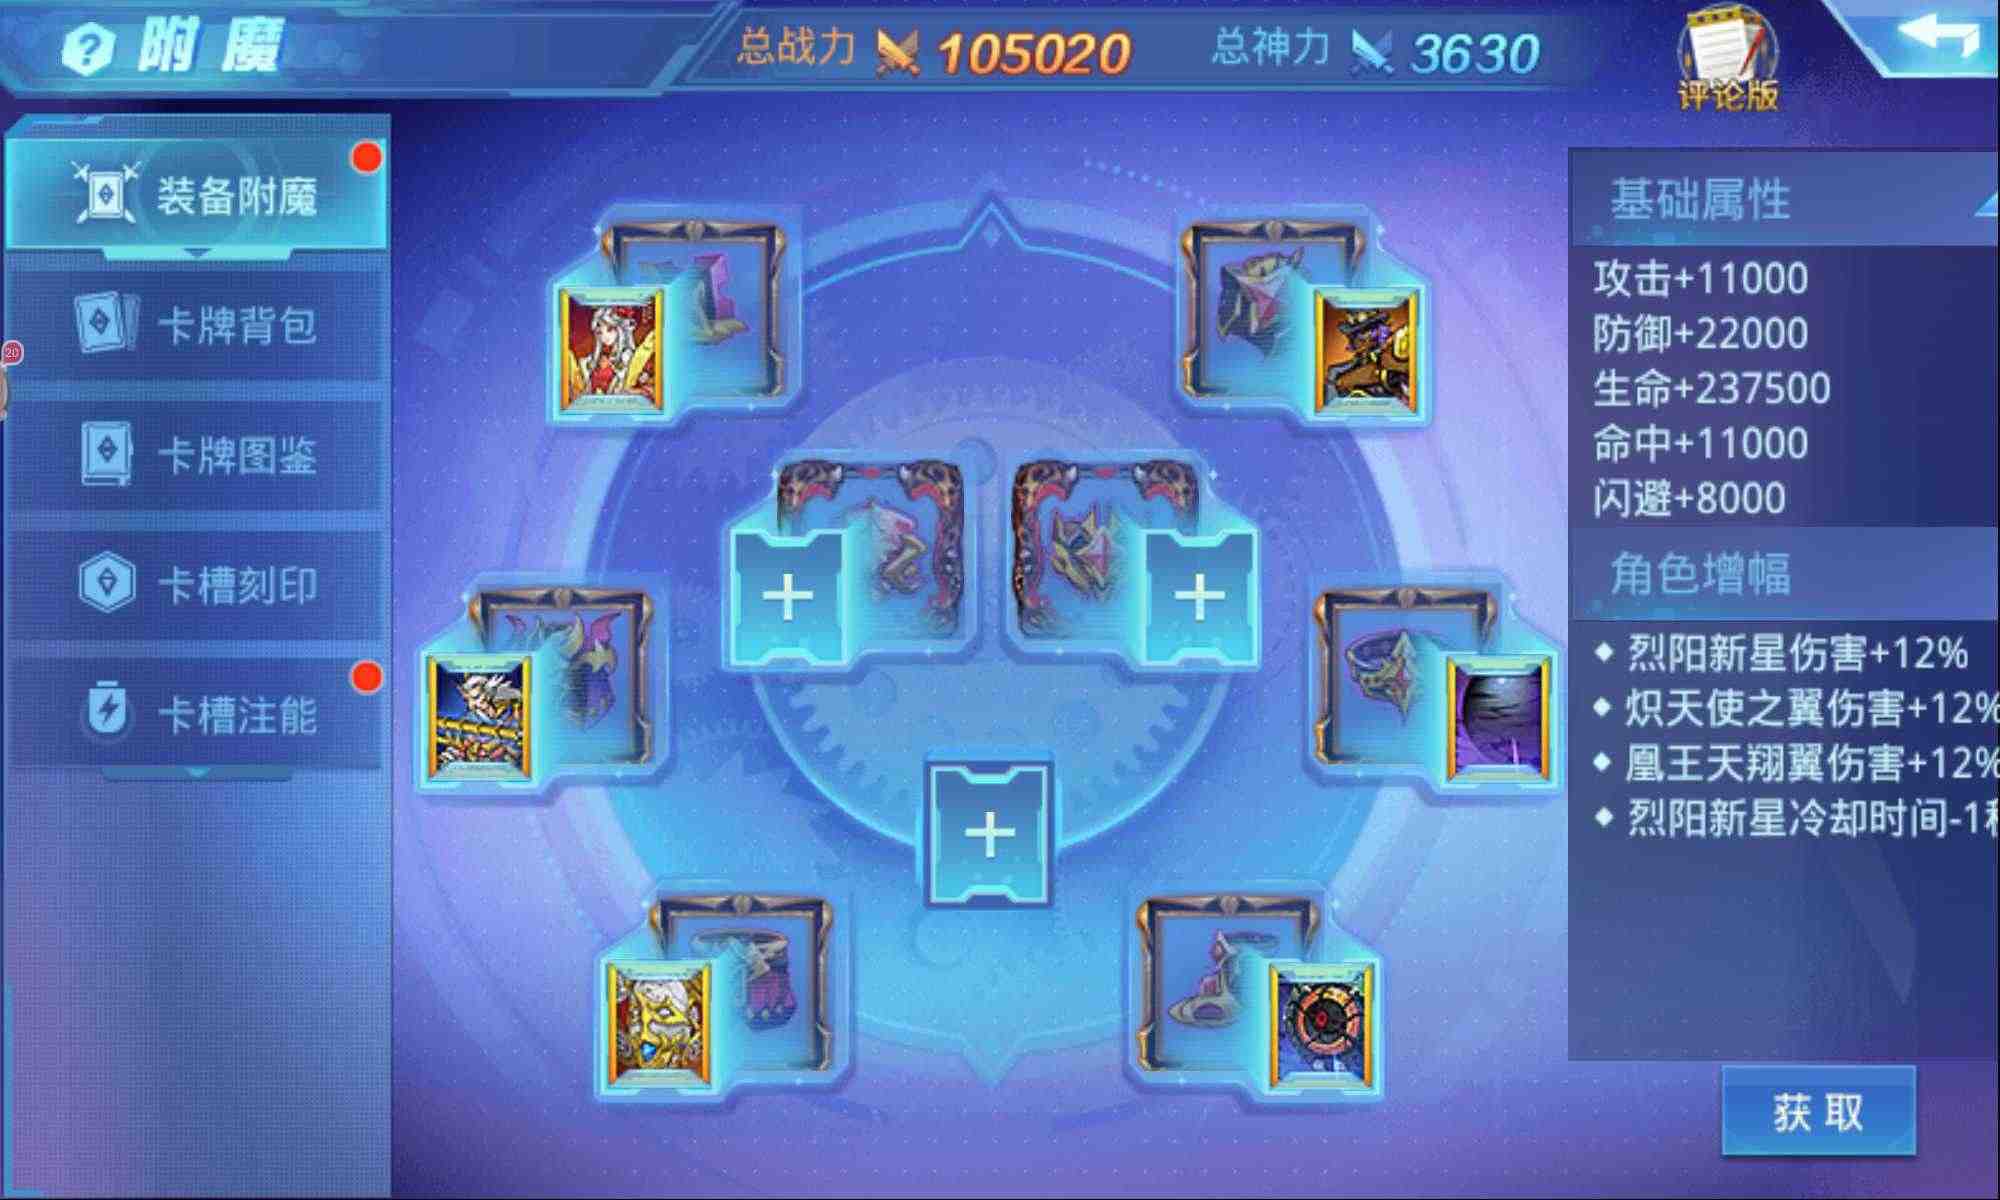 附魔
总战力 105020
总神力 3630
评论版
装备附魔
卡牌背包
20
卡牌图鉴
卡槽刻印
卡槽注能
基础属性
攻击+11000
防御+22000
生命+237500
命中+11000
闪避+8000
角色增幅
烈阳新星伤害+12%
炽天使之翼伤害+12%
凰王天翔翼伤害+12%
烈阳新星冷却时间-1
获取